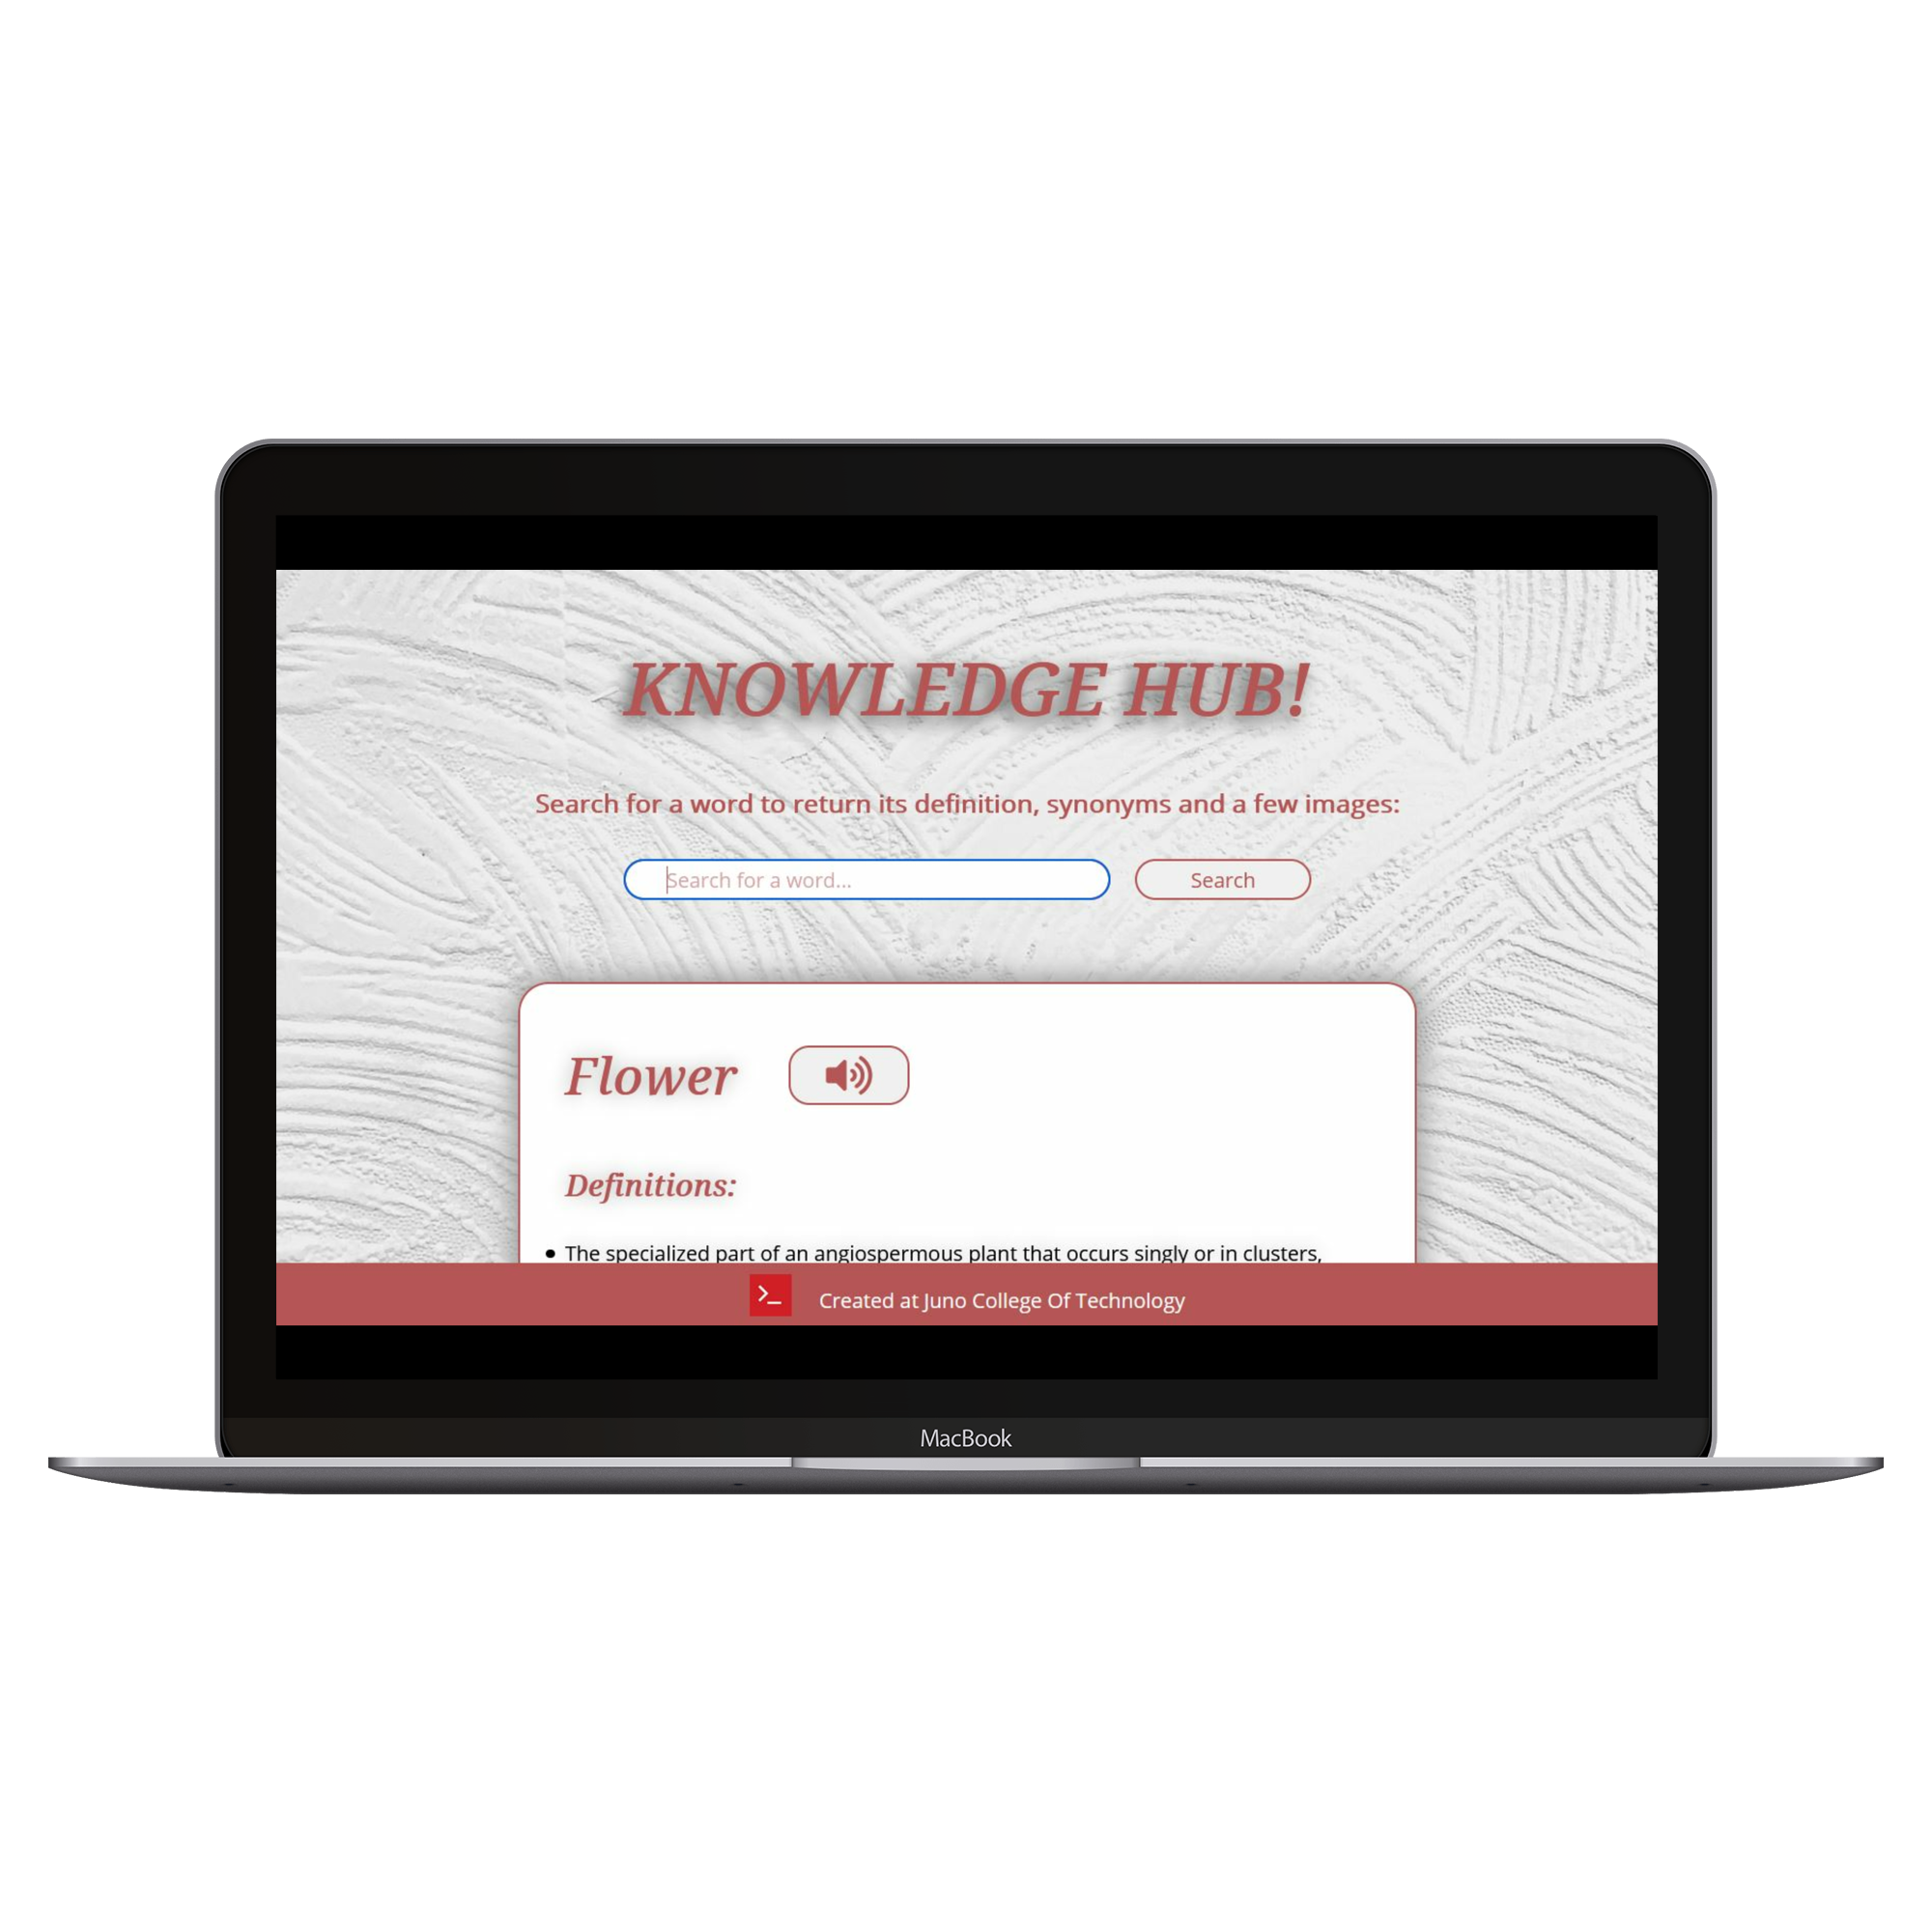 KNOWLEDGE HUB!
Search for a word to return its definition, synonyms and a few images:
Search for a word...
Search
Flower
Definitions:
• The specialized part of an angiospermous plant that occurs singly or in clusters,
>_
Created at Juno College Of Technology
MacBook